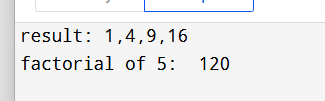 result: 1,4,9,16
factorial of 5:  120